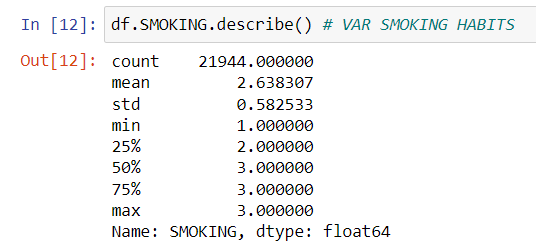 In [12]: df.SMOKING.describe() # VAR SMOKING HABITS
Out[12]: count    21944.000000
mean         2.638307
std          0.582533
min          1.000000
25%          2.000000
50%          3.000000
75%          3.000000
max          3.000000
Name: SMOKING, dtype: float64